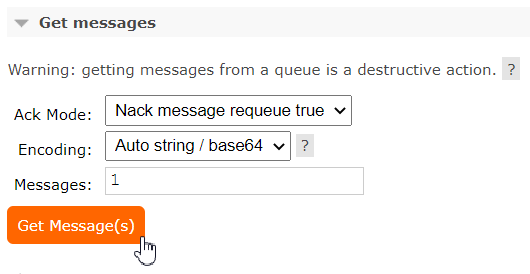 Get messages
Warning: getting messages from a queue is a destructive action. ?
Ack Mode: Nack message requeue true
Encoding: Auto string / base64 ?
Messages: 1
Get Message(s)